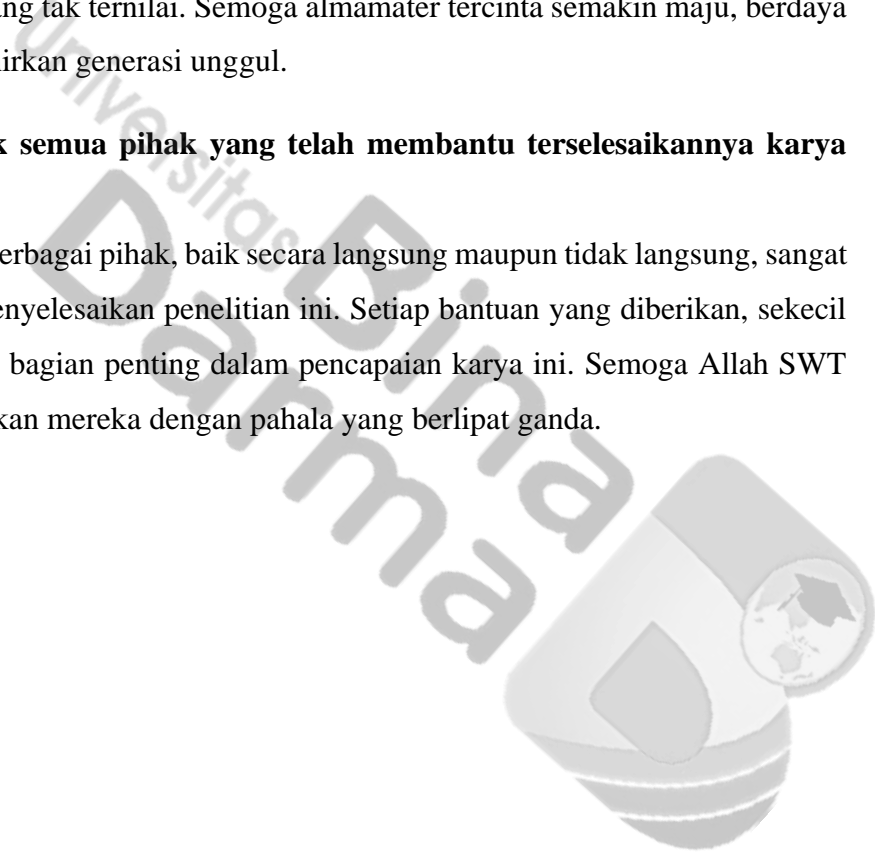 ng tak ternilai. Semoga almamater tercinta semakin maju, berdaya
irkan generasi unggul.
k semua pihak yang telah membantu terselesaikannya karya
erbagai pihak, baik secara langsung maupun tidak langsung, sangat
enyelesaikan penelitian ini. Setiap bantuan yang diberikan, sekecil
bagian penting dalam pencapaian karya ini. Semoga Allah SWT
kan mereka dengan pahala yang berlipat ganda.
Universitas
Bina
Darma